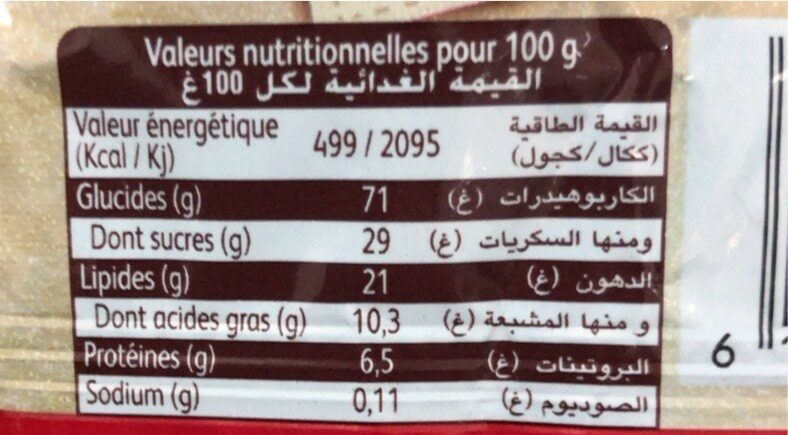 Valeurs nutritionnelles pour 100 g
القيمة الغدائية لكل 100غ
Valeur énergétique 499 / 2095 القيمة الطاقية
(Kcal / Kj) (ككال/كجول)
Glucides (g) 71 الكاربوهيدرات (غ)
Dont sucres (g) 29 ومنها السكريات (غ)
Lipides (g) 21 الدهون (غ)
Dont acides gras (g) 10,3 و منها المشبعة (غ)
Protéines (g) 6,5 البروتينات (غ)
Sodium (g) 0,11 الصوديوم (غ)
6